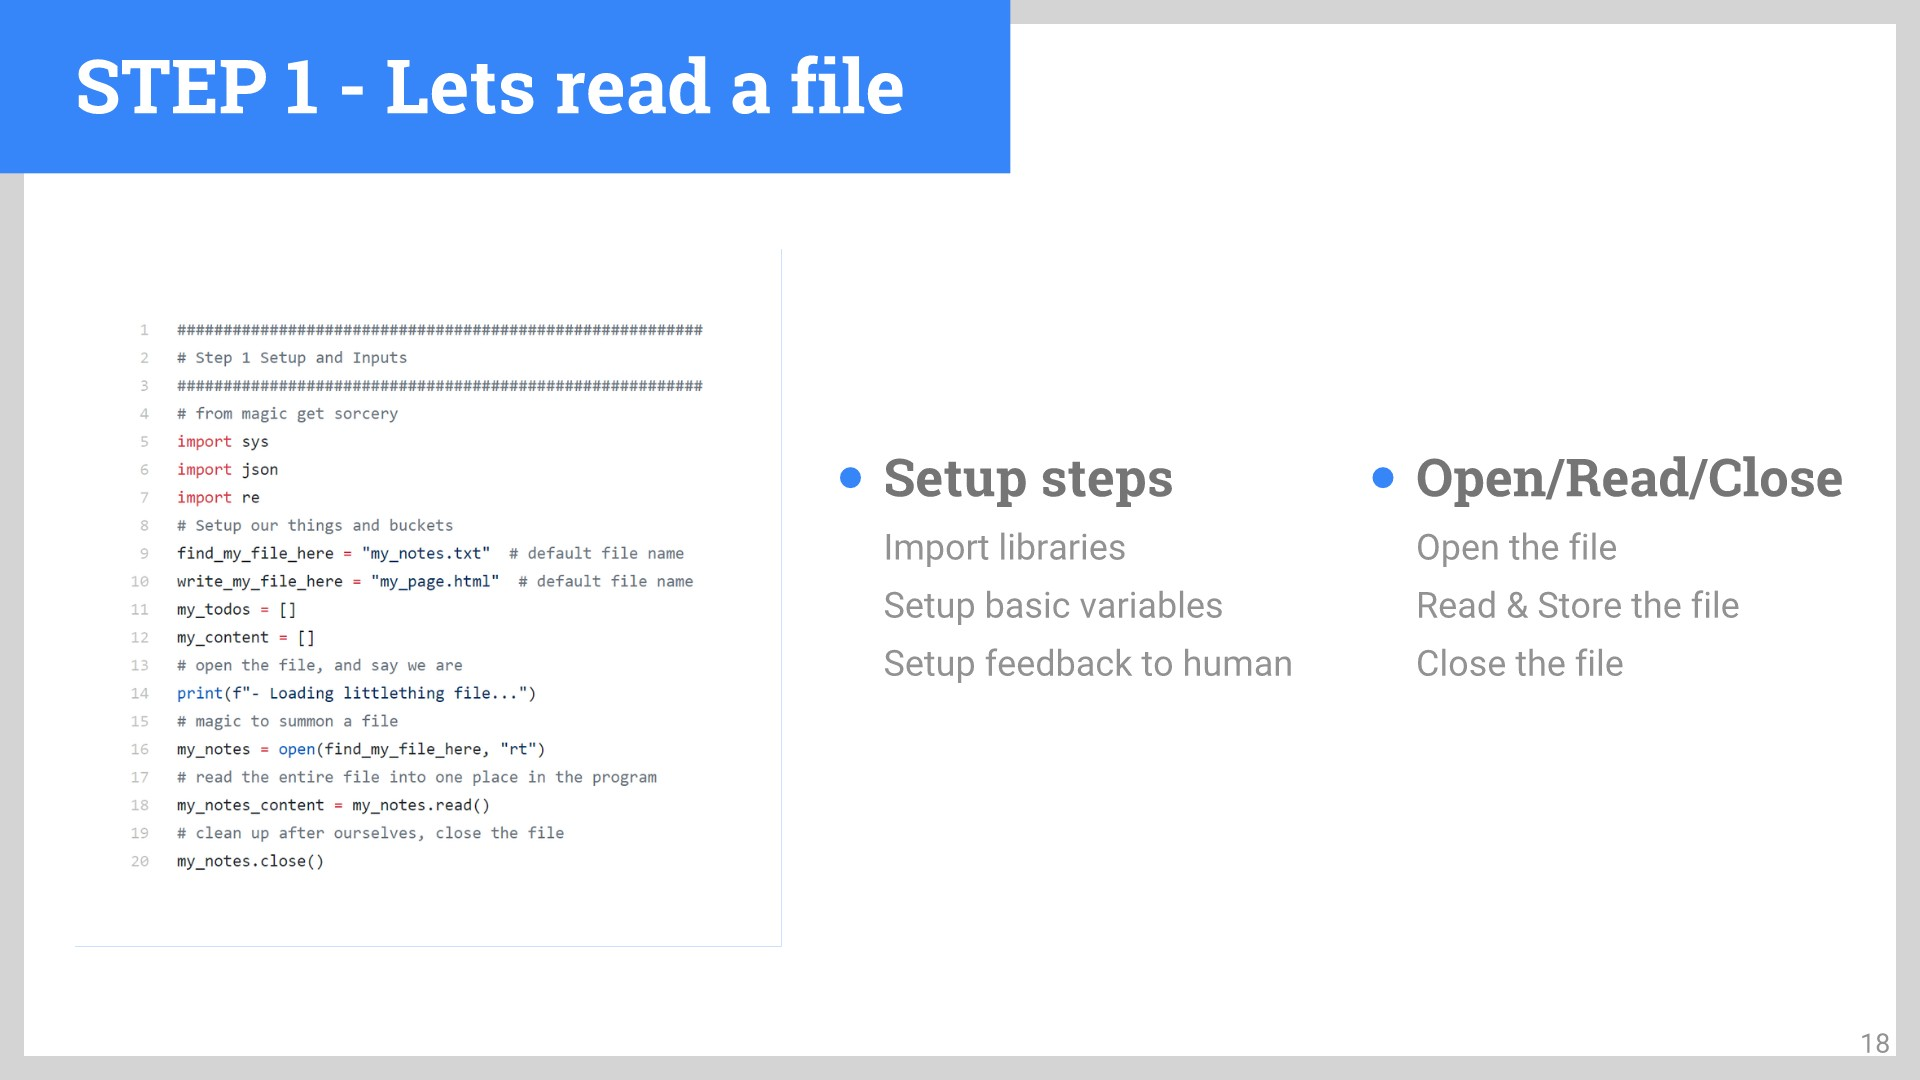 STEP 1 - Lets read a file
1 #########################################################
2 # Step 1 Setup and Inputs
3 #########################################################
4 # from magic get sorcery
5 import sys
6 import json
7 import re
8 # Setup our things and buckets
9 find_my_file_here = "my_notes.txt"  # default file name
10 write_my_file_here = "my_page.html"  # default file name
11 my_todos = []
12 my_content = []
13 # open the file, and say we are
14 print(f"- Loading littlething file...")
15 # magic to summon a file
16 my_notes = open(find_my_file_here, "rt")
17 # read the entire file into one place in the program
18 my_notes_content = my_notes.read()
19 # clean up after ourselves, close the file
20 my_notes.close()
Setup steps
Import libraries
Setup basic variables
Setup feedback to human
Open/Read/Close
Open the file
Read & Store the file
Close the file
18